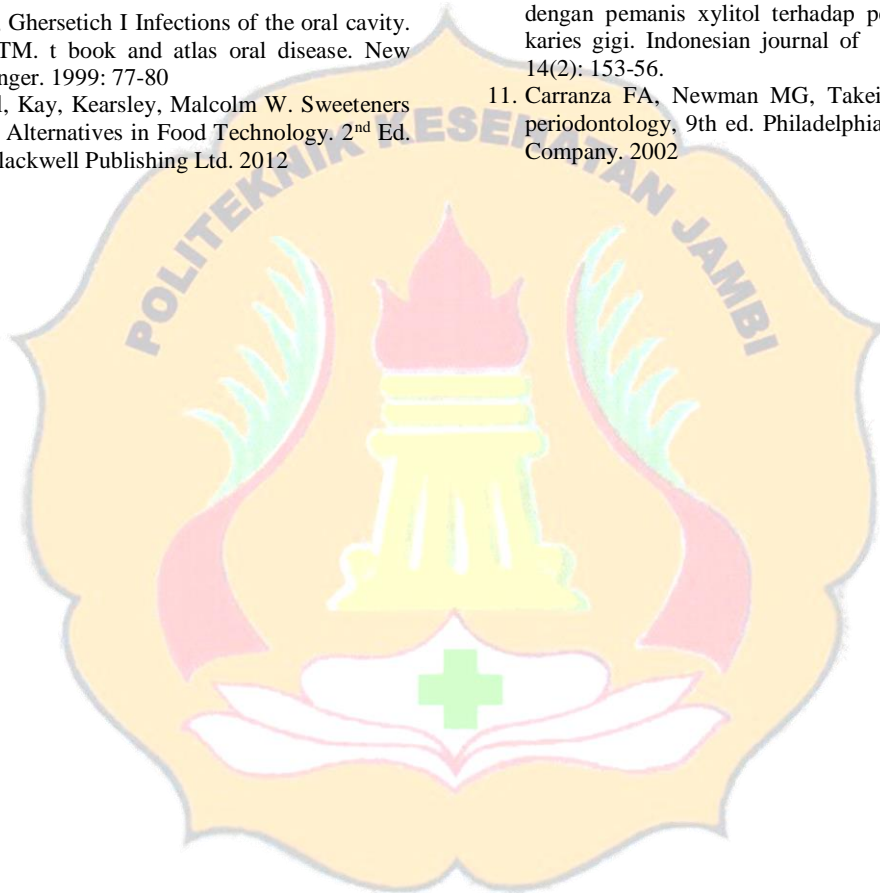 Ghersetich I Infections of the oral cavity.
TM. t book and atlas oral disease. New
nger. 1999: 77-80
l, Kay, Kearsley, Malcolm W. Sweeteners
Alternatives in Food Technology. 2nd Ed.
lackwell Publishing Ltd. 2012
dengan pemanis xylitol terhadap pe
karies gigi. Indonesian journal of
14(2): 153-56.
11. Carranza FA, Newman MG, Takei
periodontology, 9th ed. Philadelphia
Company. 2002
POLITEKNIK KESEHATAN JAMBI